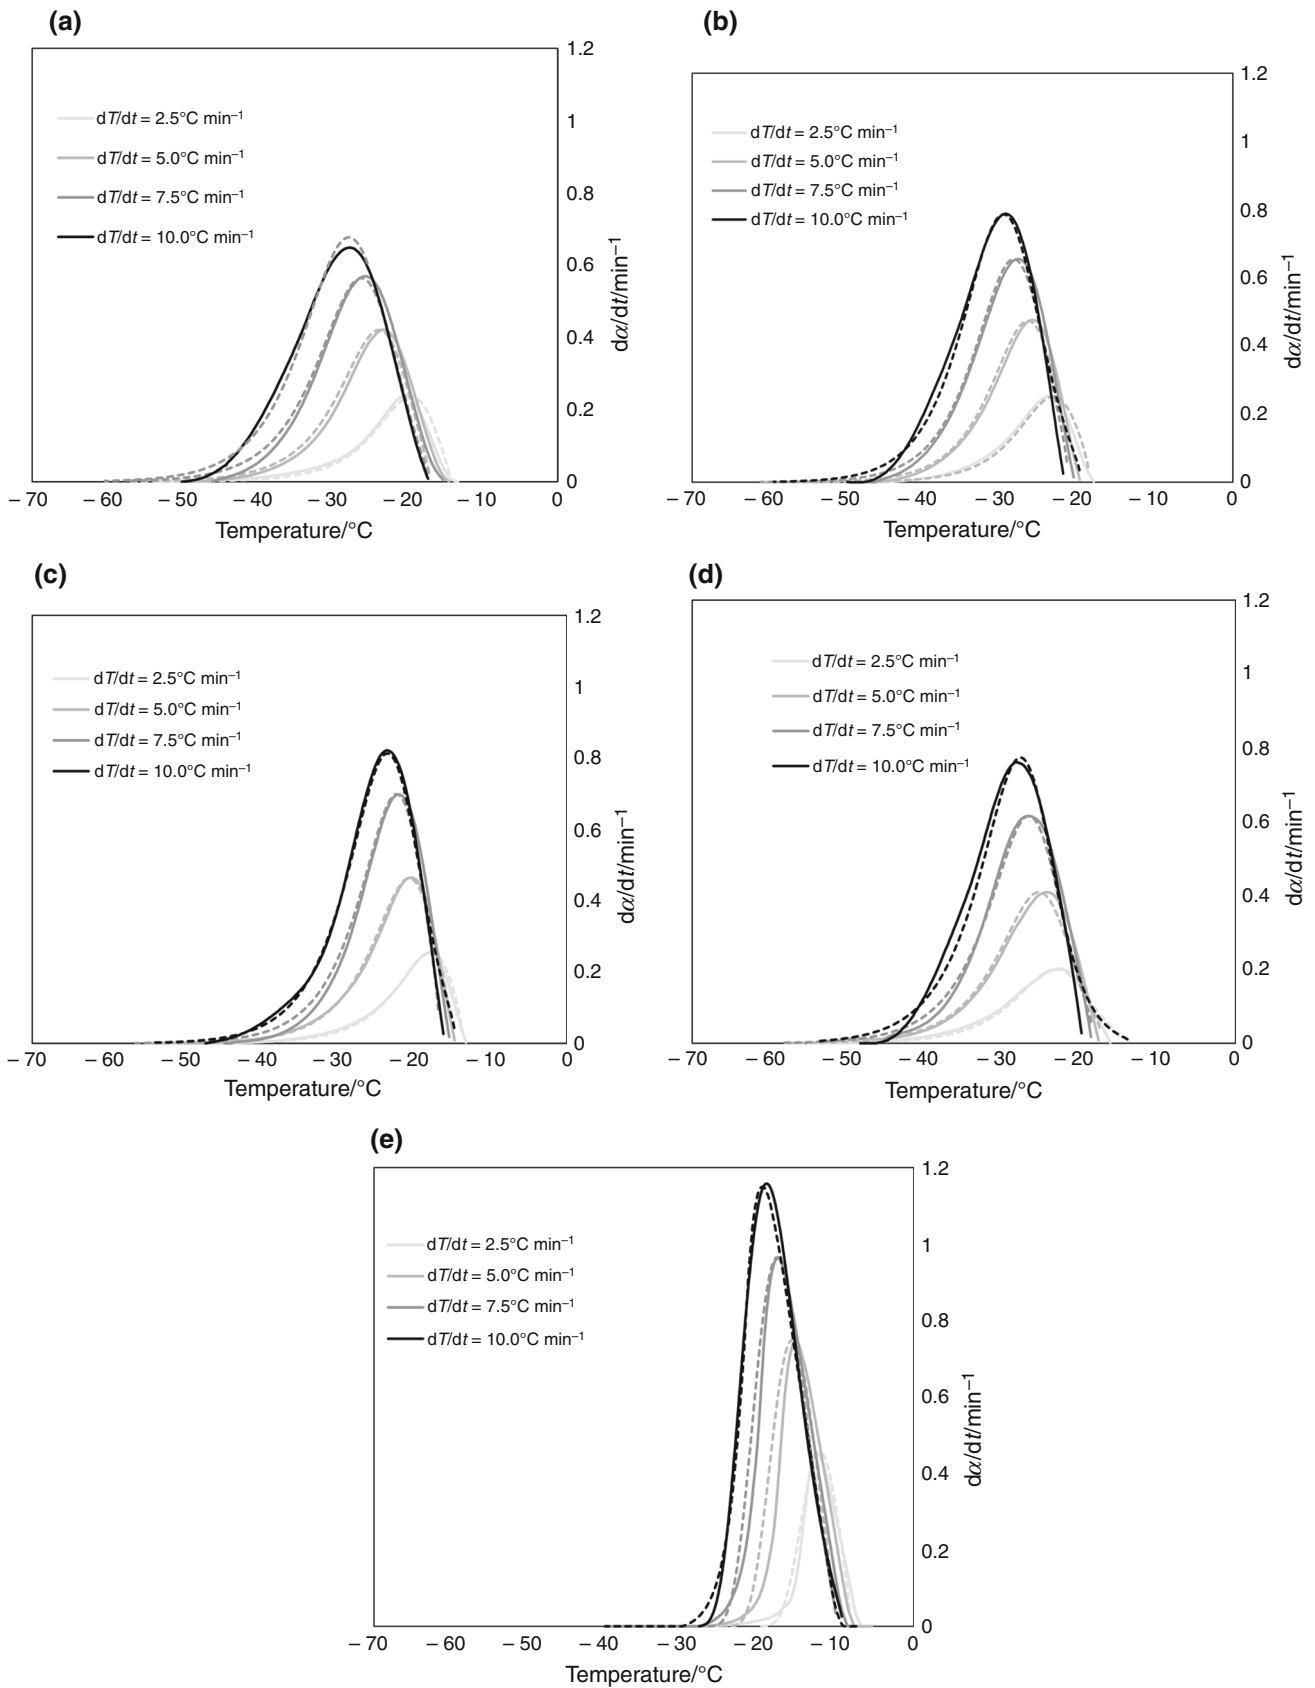 (a)
1.2
dT/dt = 2.5°C min⁻¹
1
dT/dt = 5.0°C min⁻¹
0.8
dT/dt = 7.5°C min⁻¹
dT/dt = 10.0°C min⁻¹
0.6
0.4
0.2
0
dα/dt/min⁻¹
– 70 – 60 – 50 – 40 – 30 – 20 – 10 0
Temperature/°C
(b)
1.2
dT/dt = 2.5°C min⁻¹
1
dT/dt = 5.0°C min⁻¹
dT/dt = 7.5°C min⁻¹
0.8
dT/dt = 10.0°C min⁻¹
0.6
0.4
0.2
0
dα/dt/min⁻¹
– 70 – 60 – 50 – 40 – 30 – 20 – 10 0
Temperature/°C
(c)
1.2
dT/dt = 2.5°C min⁻¹
1
dT/dt = 5.0°C min⁻¹
dT/dt = 7.5°C min⁻¹
0.8
dT/dt = 10.0°C min⁻¹
0.6
0.4
0.2
0
dα/dt/min⁻¹
– 70 – 60 – 50 – 40 – 30 – 20 – 10 0
Temperature/°C
(d)
1.2
dT/dt = 2.5°C min⁻¹
1
dT/dt = 5.0°C min⁻¹
dT/dt = 7.5°C min⁻¹
0.8
dT/dt = 10.0°C min⁻¹
0.6
0.4
0.2
0
dα/dt/min⁻¹
– 70 – 60 – 50 – 40 – 30 – 20 – 10 0
Temperature/°C
(e)
1.2
dT/dt = 2.5°C min⁻¹
1
dT/dt = 5.0°C min⁻¹
dT/dt = 7.5°C min⁻¹
0.8
dT/dt = 10.0°C min⁻¹
0.6
0.4
0.2
0
dα/dt/min⁻¹
– 70 – 60 – 50 – 40 – 30 – 20 – 10 0
Temperature/°C